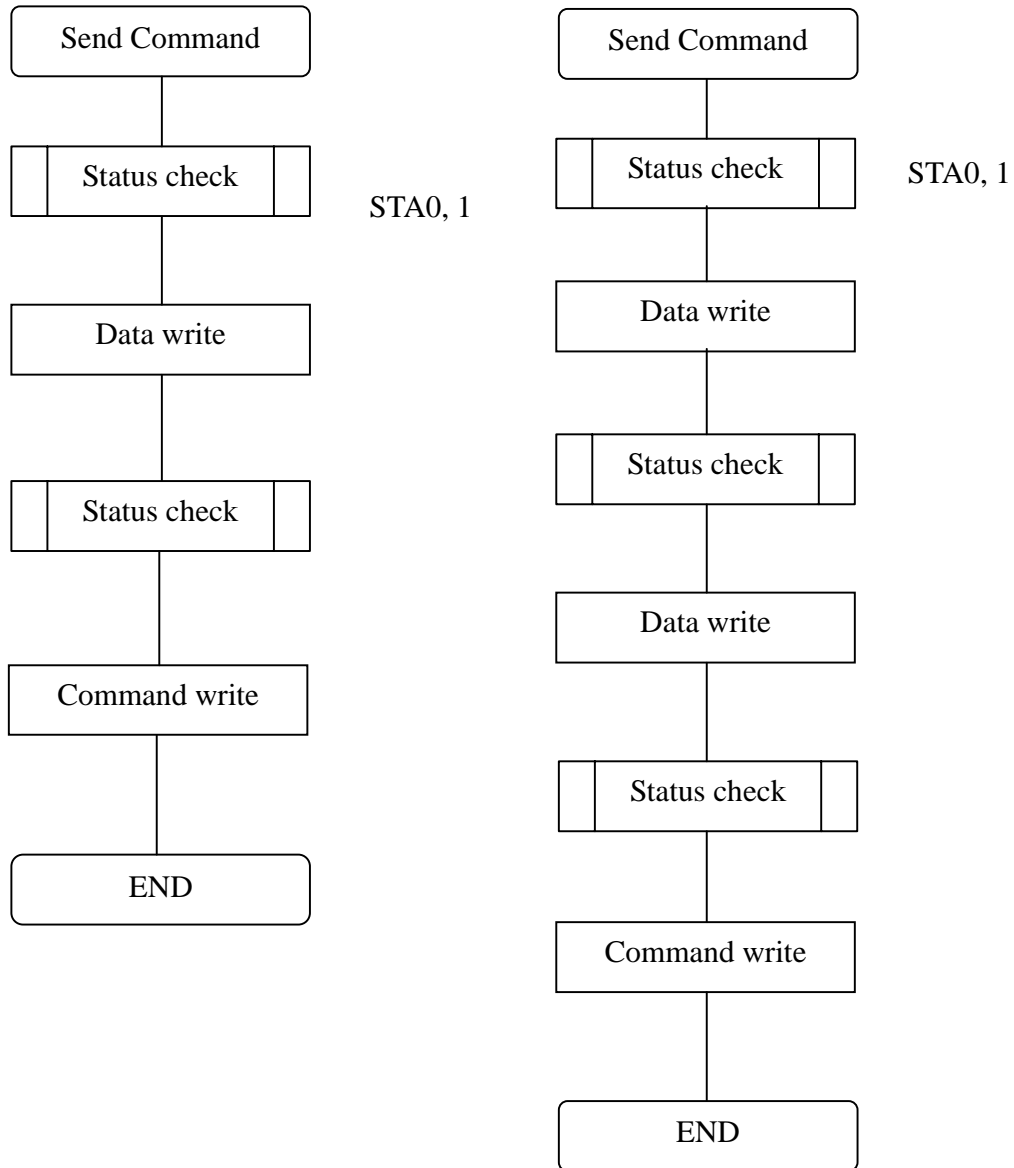 Send Command
Status check
STA0, 1
Data write
Status check
Command write
END
Send Command
Status check
STA0, 1
Data write
Status check
Data write
Status check
Command write
END